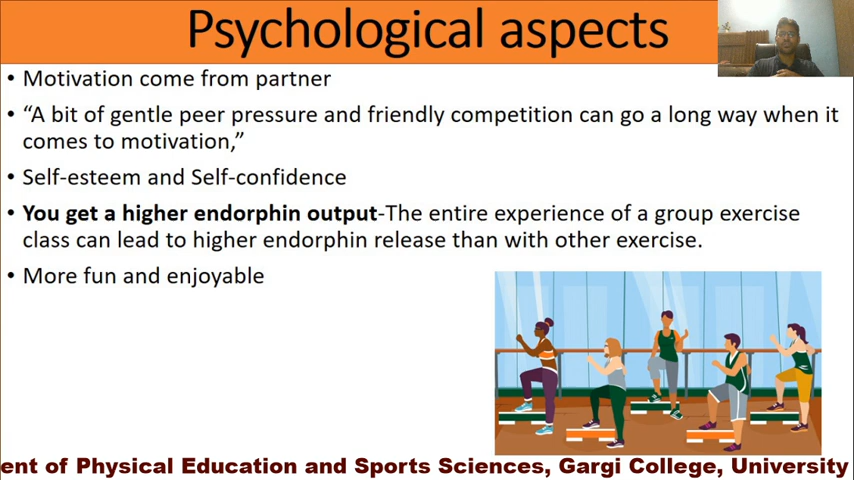 Psychological aspects
• Motivation come from partner
• “A bit of gentle peer pressure and friendly competition can go a long way when it
comes to motivation,”
• Self-esteem and Self-confidence
• You get a higher endorphin output-The entire experience of a group exercise
class can lead to higher endorphin release than with other exercise.
• More fun and enjoyable
ent of Physical Education and Sports Sciences, Gargi College, University